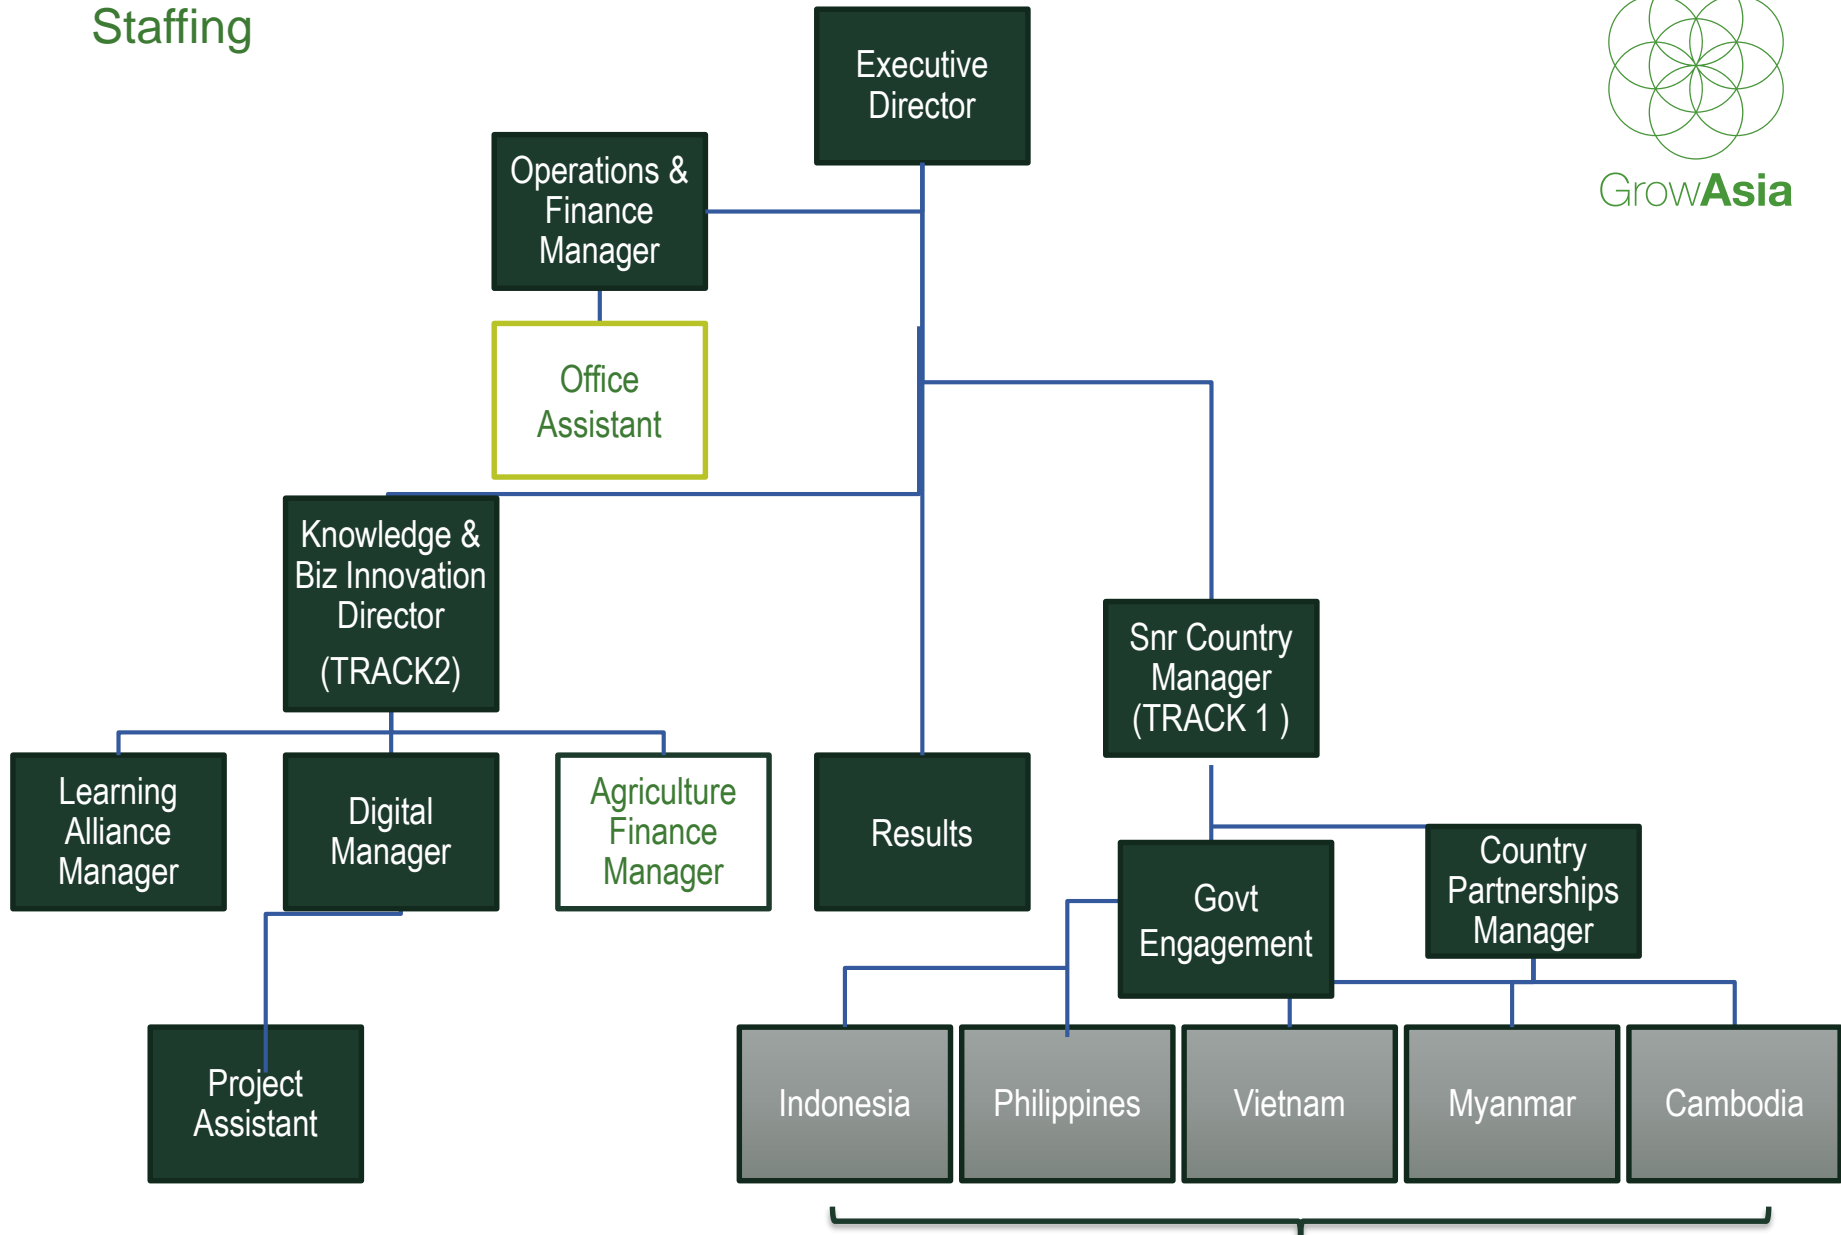 Staffing
Executive
Director
GrowAsia
Operations &
Finance
Manager
Office
Assistant
Knowledge &
Biz Innovation
Director
(TRACK2)
Snr Country
Manager
(TRACK 1 )
Learning
Alliance
Manager
Digital
Manager
Agriculture
Finance
Manager
Results
Govt
Engagement
Country
Partnerships
Manager
Project
Assistant
Indonesia
Philippines
Vietnam
Myanmar
Cambodia